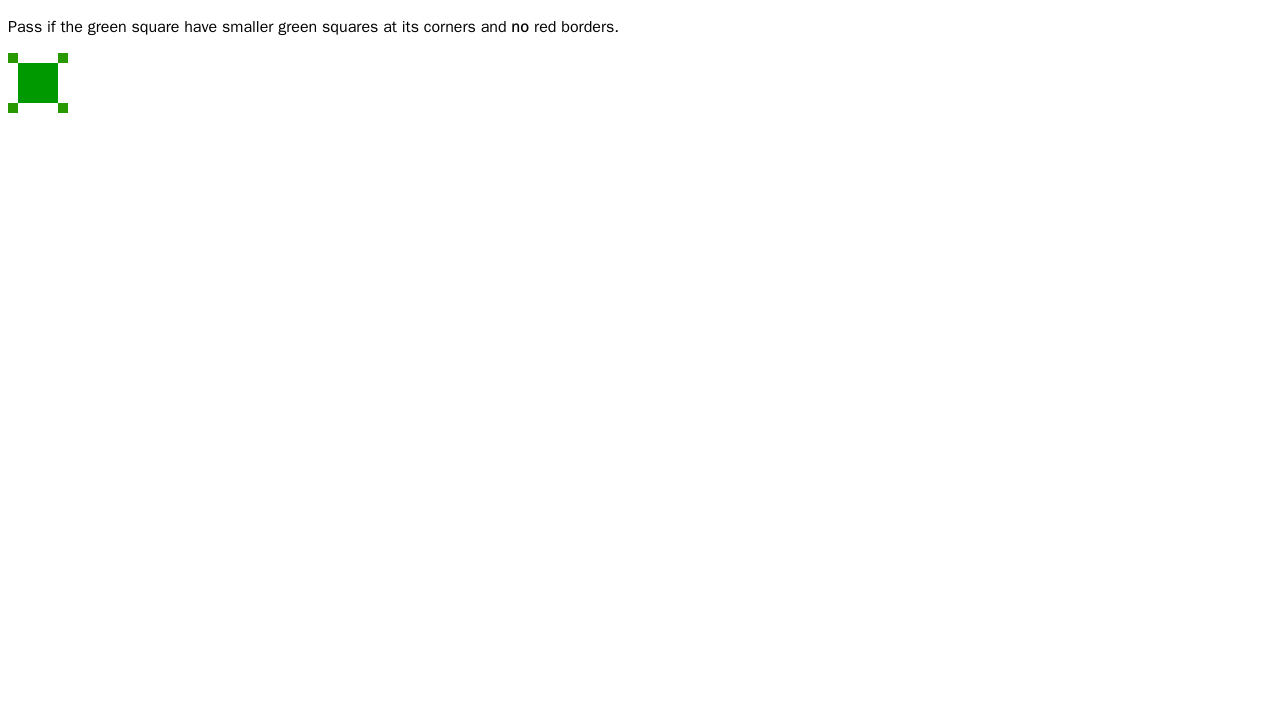 Pass if the green square have smaller green squares at its corners and no red borders.